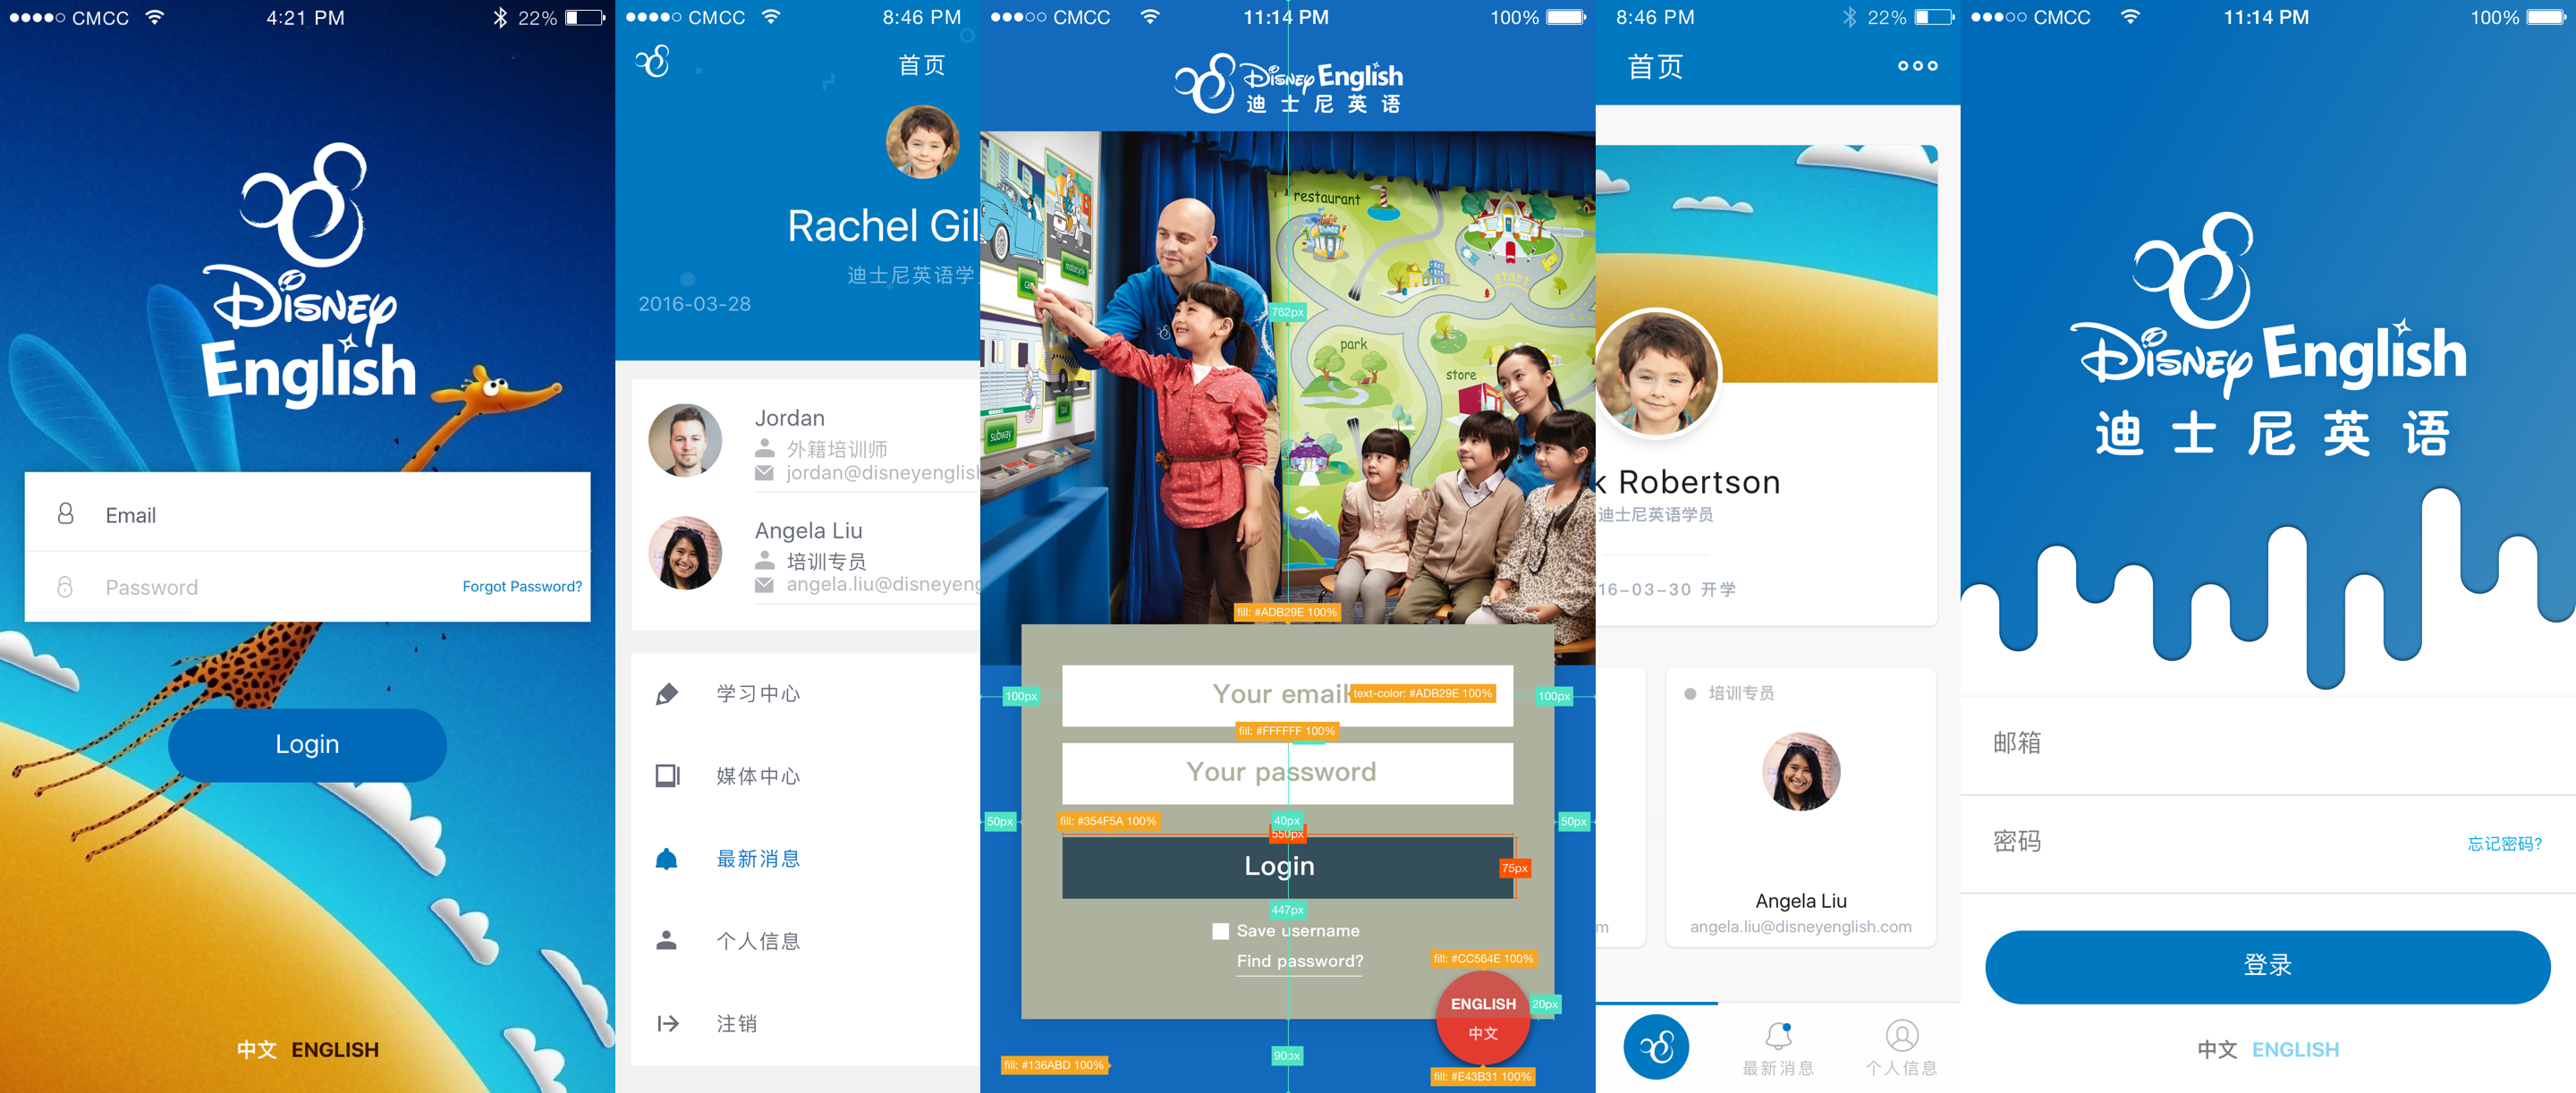 CMCC 4:21 PM 22%
Disney
English
Email
Password Forgot Password?
Login
中文 ENGLISH
CMCC 8:46 PM
首页
Rachel Gil
迪士尼英语学
2016-03-28
Jordan
外籍培训师
jordan@disneyenglish
Angela Liu
培训专员
angela.liu@disneyeng
学习中心
媒体中心
最新消息
个人信息
注销
CMCC 11:14 PM 100%
Disney English
迪士尼英语
restaurant
start
motorcycle
car
762px
park
store
taxi
subway
fill: #ADB29E 100%
100px Your email text-color: #ADB29E 100% 100px
fill: #FFFFFF 100%
Your password
50px fill: #354F5A 100% 40px 50px
550px
Login 75px
447px
Save username
Find password?
fill: #CC564E 100%
ENGLISH 20px
中文
90px
fill: #136ABD 100%
fill: #E43B31 100%
8:46 PM 22%
首页
k Robertson
迪士尼英语学员
16-03-30 开学
培训专员
Angela Liu
m angela.liu@disneyenglish.com
最新消息 个人信息
CMCC 11:14 PM 100%
Disney English
迪士尼英语
邮箱
密码 忘记密码?
登录
中文 ENGLISH